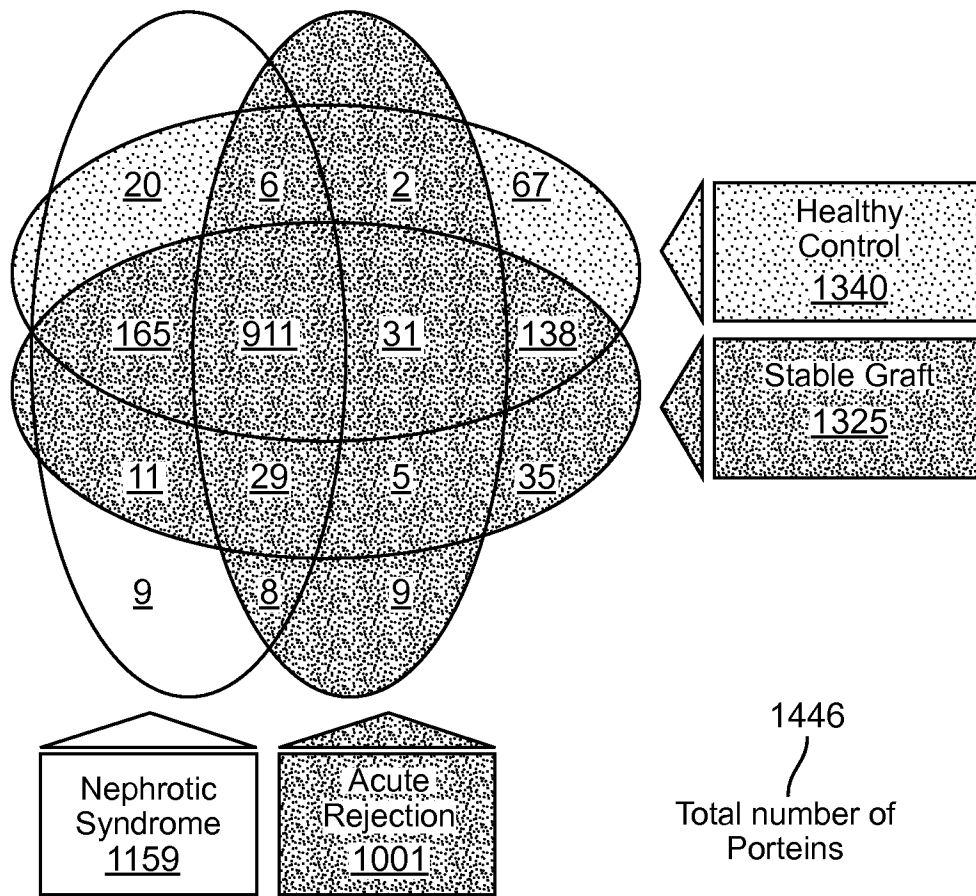 20 6 2 67
165 911 31 138
11 29 5 35
9 8 9
Healthy
Control
1340
Stable Graft
1325
Nephrotic
Syndrome
1159
Acute
Rejection
1001
1446
Total number of
Porteins